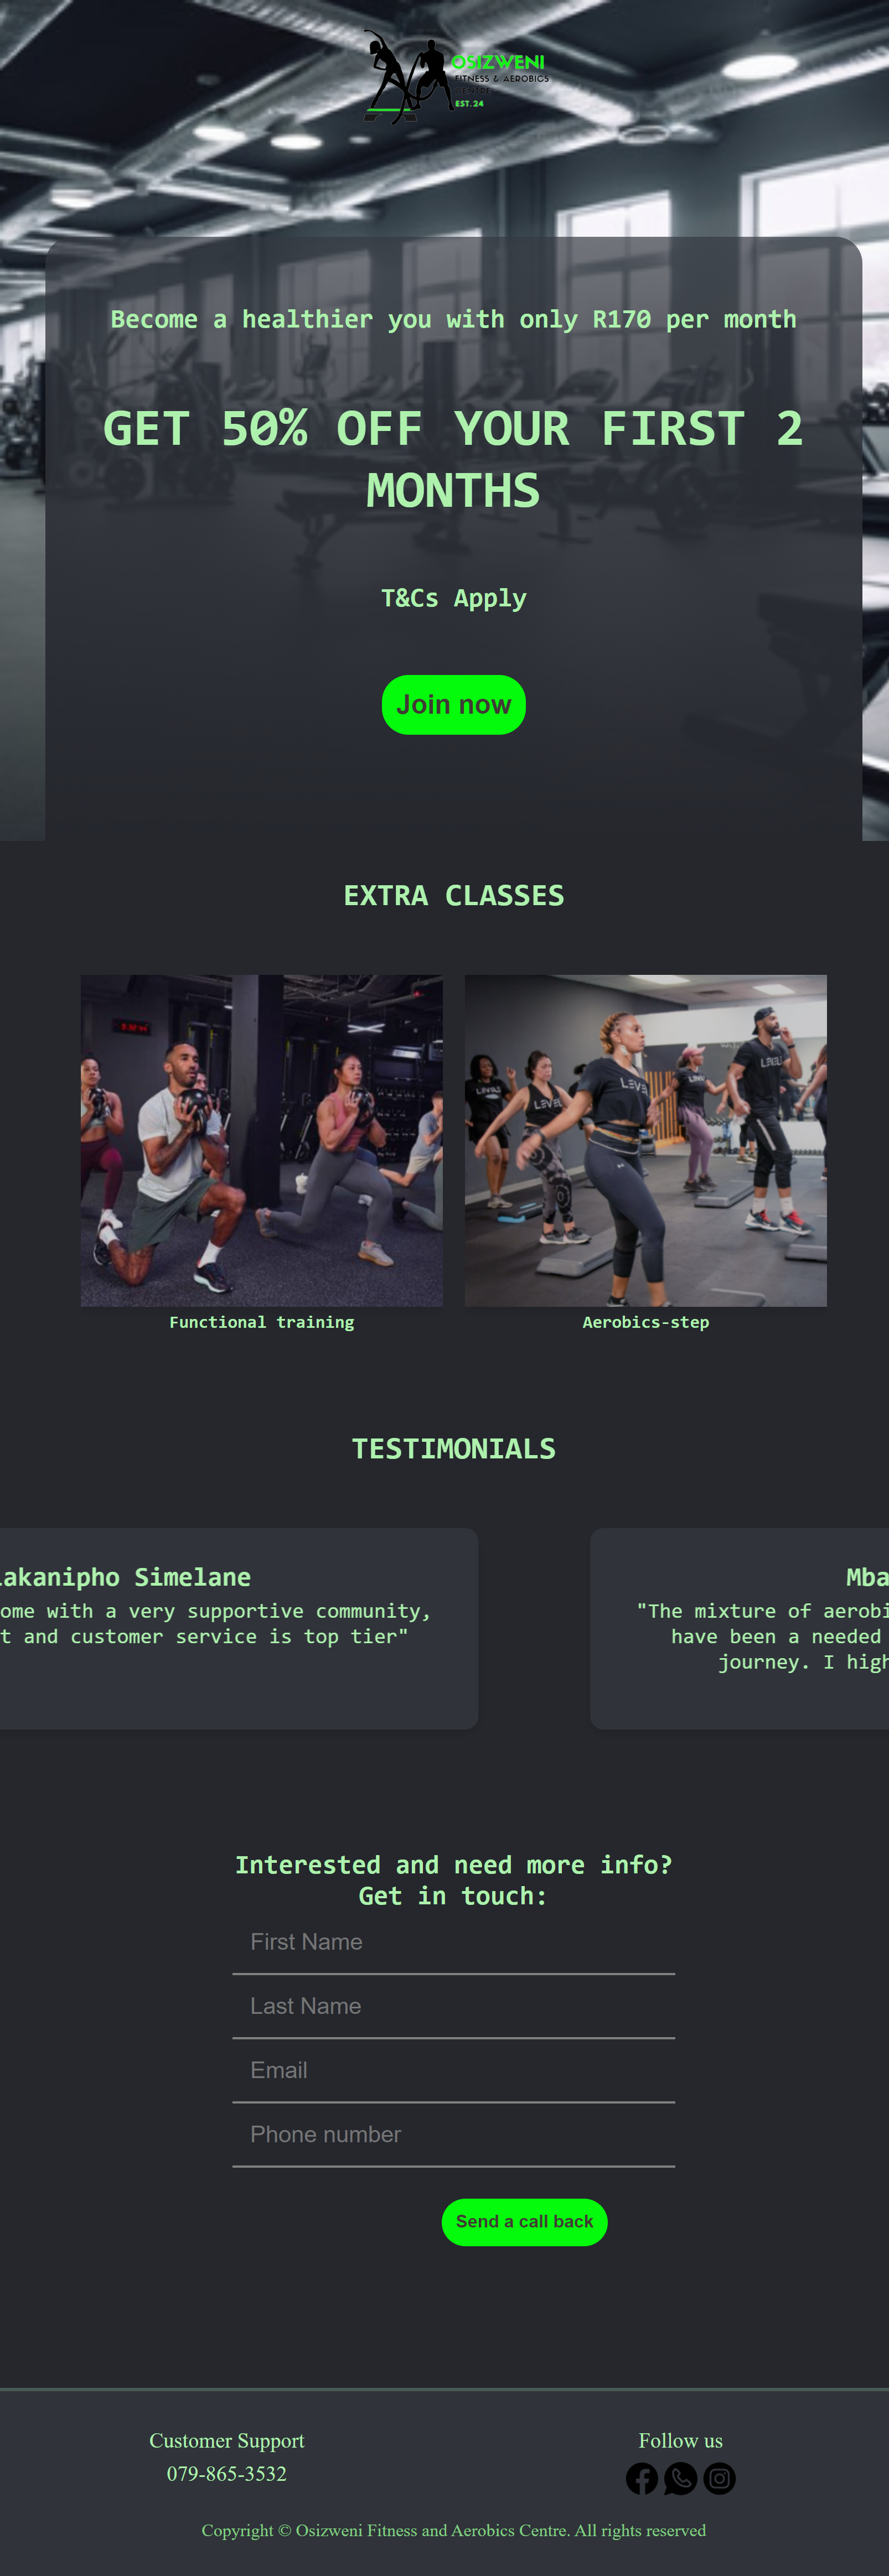 OSIZWENI
FITNESS & AEROBICS
CENTRE
EST. 24
Become a healthier you with only R170 per month
GET 50% OFF YOUR FIRST 2
MONTHS
T&Cs Apply
Join now
EXTRA CLASSES
LEVEL
LEVEL
Functional training
Aerobics-step
TESTIMONIALS
akanipho Simelane
ome with a very supportive community,
t and customer service is top tier"
Mba
"The mixture of aerobi
have been a needed
journey. I high
Interested and need more info?
Get in touch:
First Name
Last Name
Email
Phone number
Send a call back
Customer Support
079-865-3532
Follow us
Copyright © Osizweni Fitness and Aerobics Centre. All rights reserved